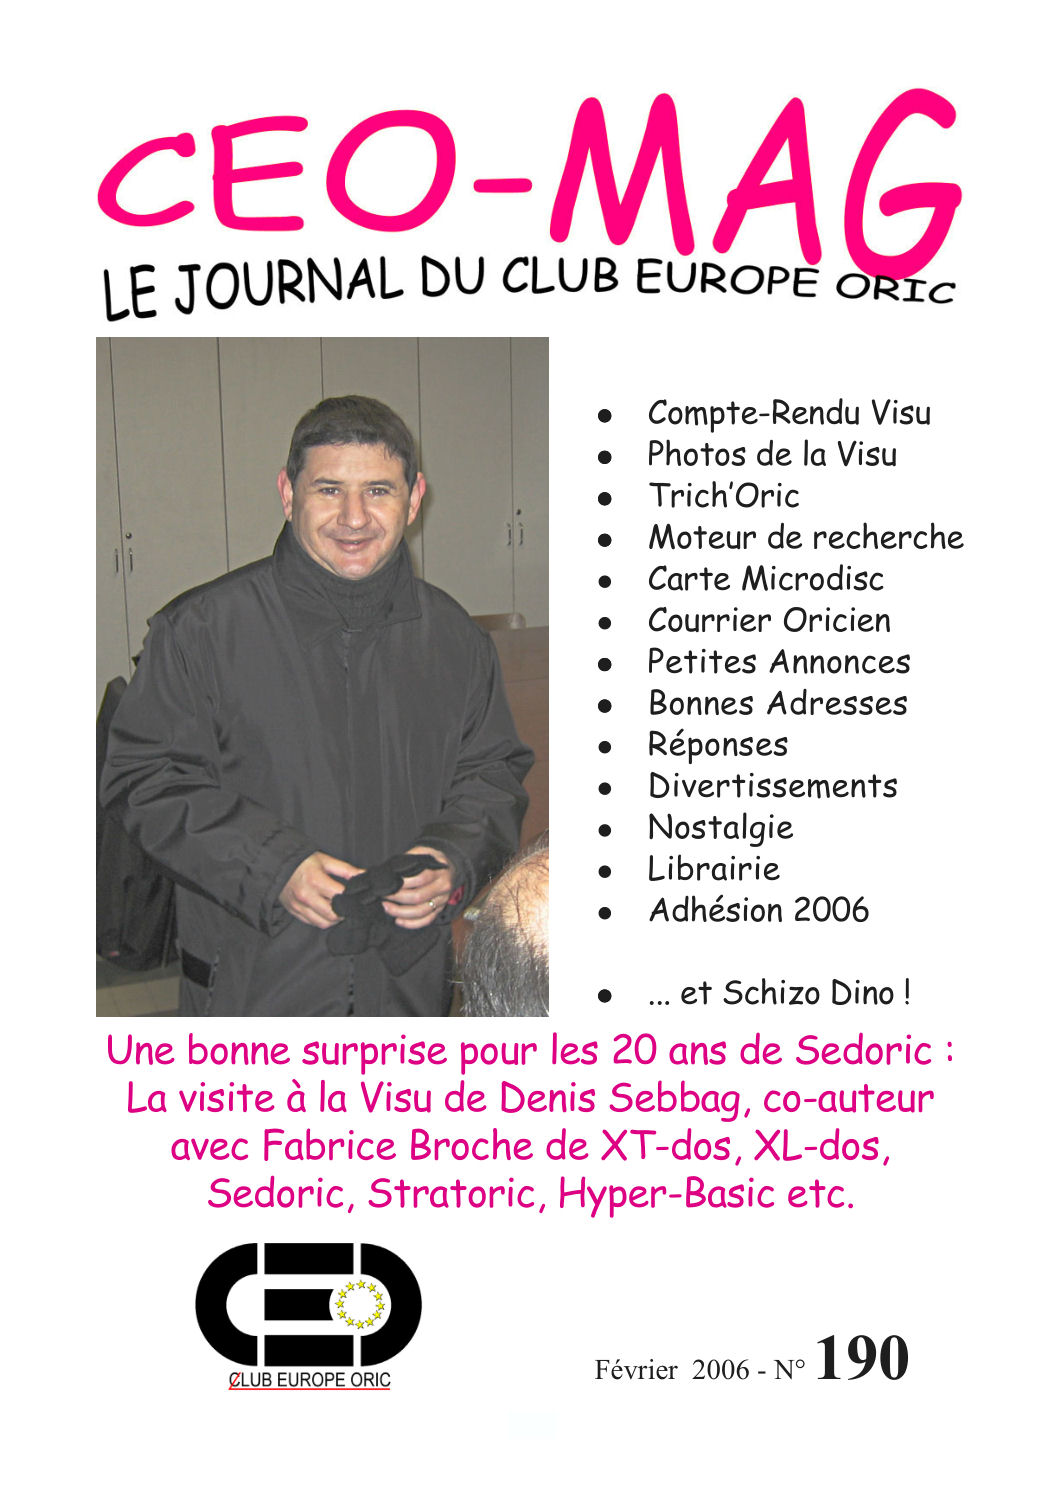 CEO-MAG
LE JOURNAL DU CLUB EUROPE ORIC
● Compte-Rendu Visu
● Photos de la Visu
● Trich’Oric
● Moteur de recherche
● Carte Microdisc
● Courrier Oricien
● Petites Annonces
● Bonnes Adresses
● Réponses
● Divertissements
● Nostalgie
● Librairie
● Adhésion 2006
● ... et Schizo Dino !
Une bonne surprise pour les 20 ans de Sedoric :
La visite à la Visu de Denis Sebbag, co-auteur
avec Fabrice Broche de XT-dos, XL-dos,
Sedoric, Stratoric, Hyper-Basic etc.
CEO
CLUB EUROPE ORIC
Février 2006 - N° 190